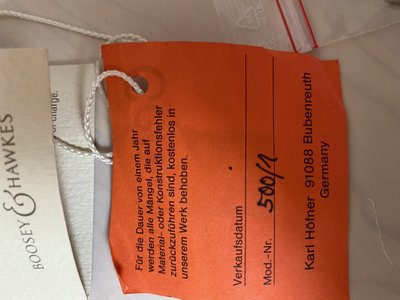 BOOSEY & HAWKES
of charge.
Für die Dauer von einem Jahr
werden alle Mängel, die auf
Material- oder Konstruktionsfehler
zurückzuführen sind, kostenlos in
unserem Werk behoben.
Verkaufsdatum
Mod.-Nr. 500/1
Karl Höfner 91088 Bubenreuth
Germany